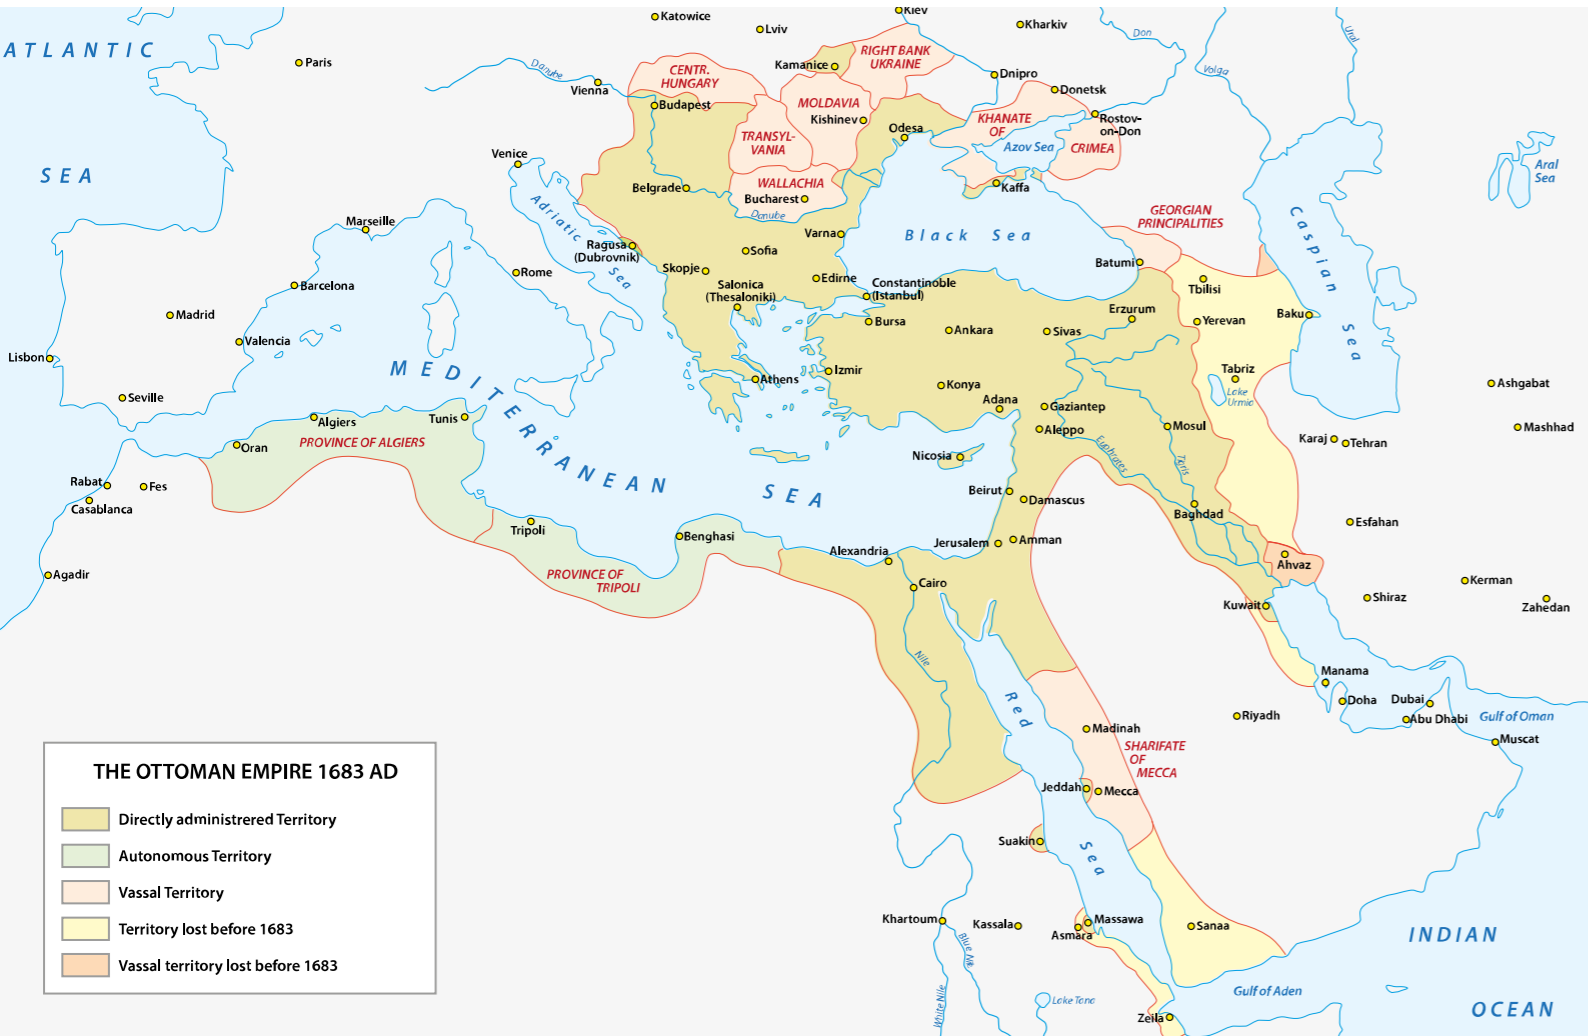 Katowice
Kiev
Kharkiv
Lviv
Don
Ural
ATLANTIC
SEA
Paris
RIGHT BANK
UKRAINE
Kamanice
CENTR.
HUNGARY
Danube
Vienna
Volga
Dnipro
Donetsk
Budapest
MOLDAVIA
Kishinev
Odesa
KHANATE
OF
CRIMEA
Rostov-
on-Don
Azov Sea
TRANSYL-
VANIA
Venice
Aral
Sea
Belgrade
WALLACHIA
Bucharest
Danube
Kaffa
Adriatic Sea
Marseille
GEORGIAN
PRINCIPALITIES
Caspian Sea
Black Sea
Varna
Ragusa
(Dubrovnik)
Sofia
Skopje
Batumi
Rome
Edirne
Tbilisi
Barcelona
Salonica
(Thesaloniki)
Constantinoble
(Istanbul)
Madrid
Bursa
Ankara
Sivas
Erzurum
Yerevan
Baku
Valencia
Lisbon
MEDITERRANEAN SEA
Athens
Izmir
Konya
Tabriz
Lake
Urmia
Ashgabat
Seville
Adana
Gaziantep
Algiers
Tunis
Aleppo
Mosul
Mashhad
Oran
PROVINCE OF ALGIERS
Karaj
Tehran
Nicosia
Euphrates
Tigris
Rabat
Fes
Casablanca
Beirut
Damascus
Baghdad
Tripoli
Benghasi
Esfahan
Alexandria
Jerusalem
Amman
Ahvaz
Agadir
PROVINCE OF
TRIPOLI
Cairo
Kerman
Kuwait
Shiraz
Zahedan
Nile
Manama
Red Sea
Doha
Dubai
Abu Dhabi
Gulf of Oman
Riyadh
Madinah
Muscat
SHARIFATE
OF
MECCA
Jeddah
Mecca
Suakin
THE OTTOMAN EMPIRE 1683 AD
Directly administrered Territory
Autonomous Territory
Vassal Territory
Territory lost before 1683
Vassal territory lost before 1683
Khartoum
Kassala
Asmara
Massawa
Sanaa
INDIAN
OCEAN
Blue Nile
White Nile
Lake Tana
Gulf of Aden
Zeila